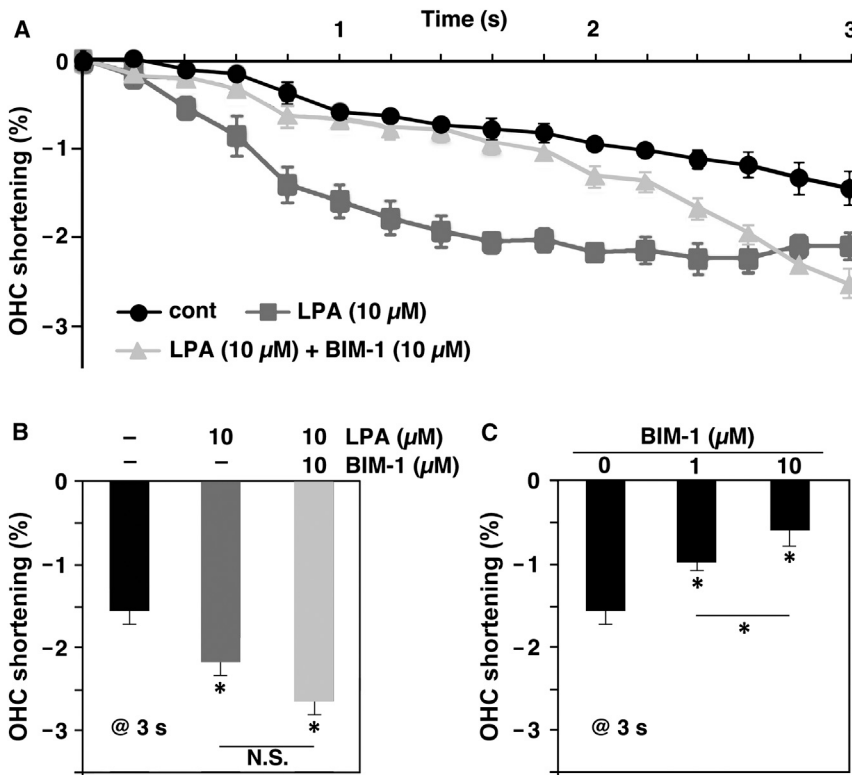 A
Time (s)
1 2 3
0
−1
−2
−3
OHC shortening (%)
cont LPA (10 µM)
LPA (10 µM) + BIM-1 (10 µM)
B
− 10 10 LPA (µM)
− − 10 BIM-1 (µM)
0
−1
−2
−3
OHC shortening (%)
*
*
@ 3 s
N.S.
C
BIM-1 (µM)
0 1 10
0
−1
−2
−3
OHC shortening (%)
*
*
*
@ 3 s